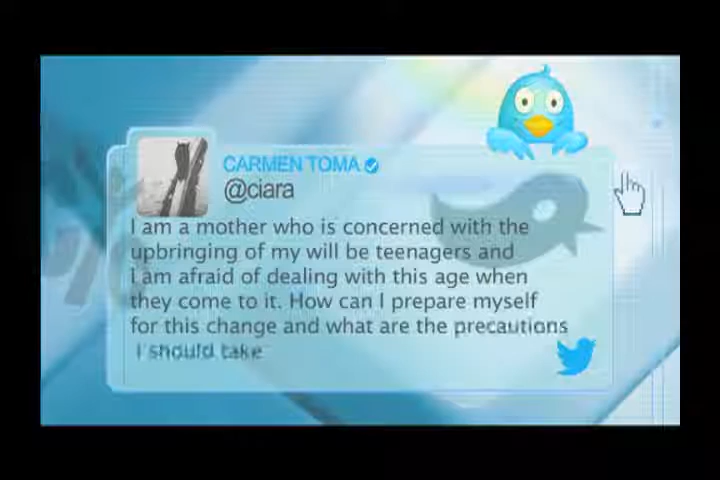 CARMEN TOMA
@ciara
I am a mother who is concerned with the
upbringing of my will be teenagers and
I am afraid of dealing with this age when
they come to it. How can I prepare myself
for this change and what are the precautions
I should take